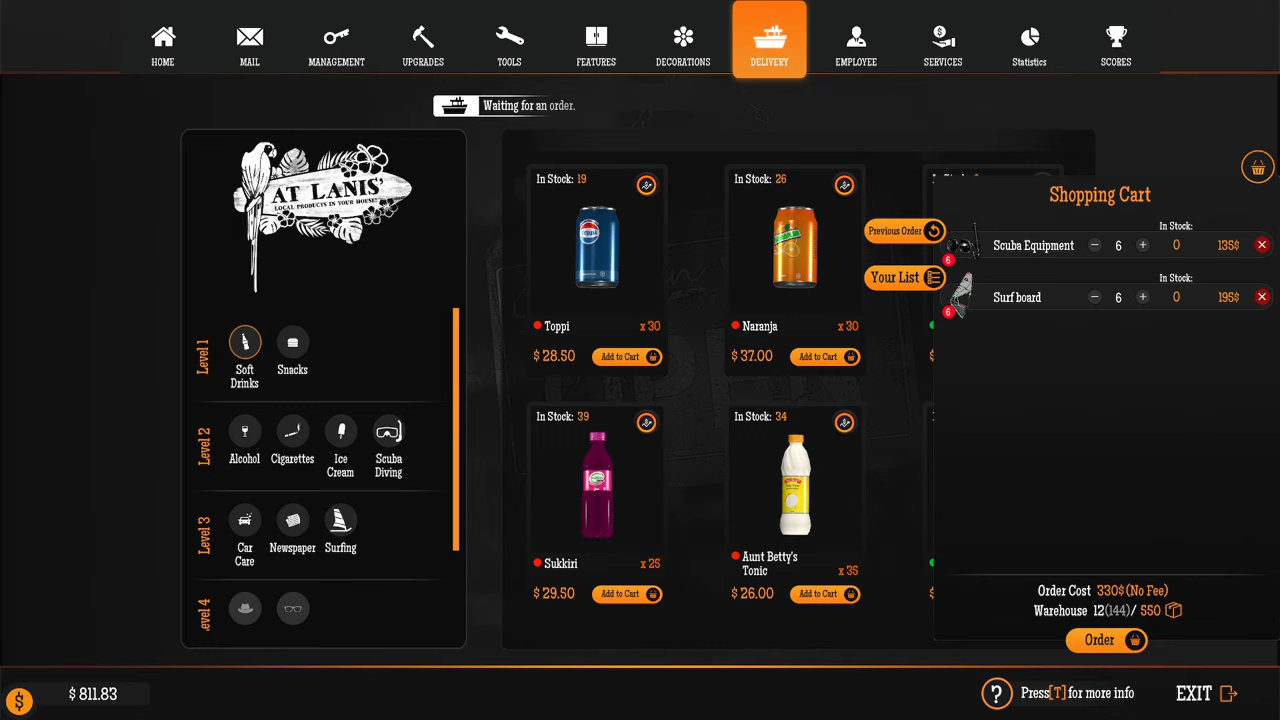 HOME
MAIL
MANAGEMENT
UPGRADES
TOOLS
FEATURES
DECORATIONS
DELIVERY
EMPLOYEE
SERVICES
Statistics
SCORES
Waiting for an order.
AT LANIS'
LOCAL PRODUCTS IN YOUR HOUSE!
Level 1
Soft Drinks
Snacks
Level 2
Alcohol
Cigarettes
Ice Cream
Scuba Diving
Level 3
Car Care
Newspaper
Surfing
evel 4
In Stock: 19
Toppi
x 30
$ 28.50
Add to Cart
In Stock: 26
Naranja
x 30
$ 37.00
Add to Cart
In Stock: 39
Sukkiri
x 25
$ 29.50
Add to Cart
In Stock: 34
Aunt Betty's Tonic
x 35
$ 26.00
Add to Cart
Previous Order
Your List
Shopping Cart
In Stock:
Scuba Equipment
6
− 6 +
0
135$
In Stock:
Surf board
6
− 6 +
0
195$
Order Cost 330$ (No Fee)
Warehouse 12(144)/ 550
Order
$ 811.83
? Press[T] for more info
EXIT